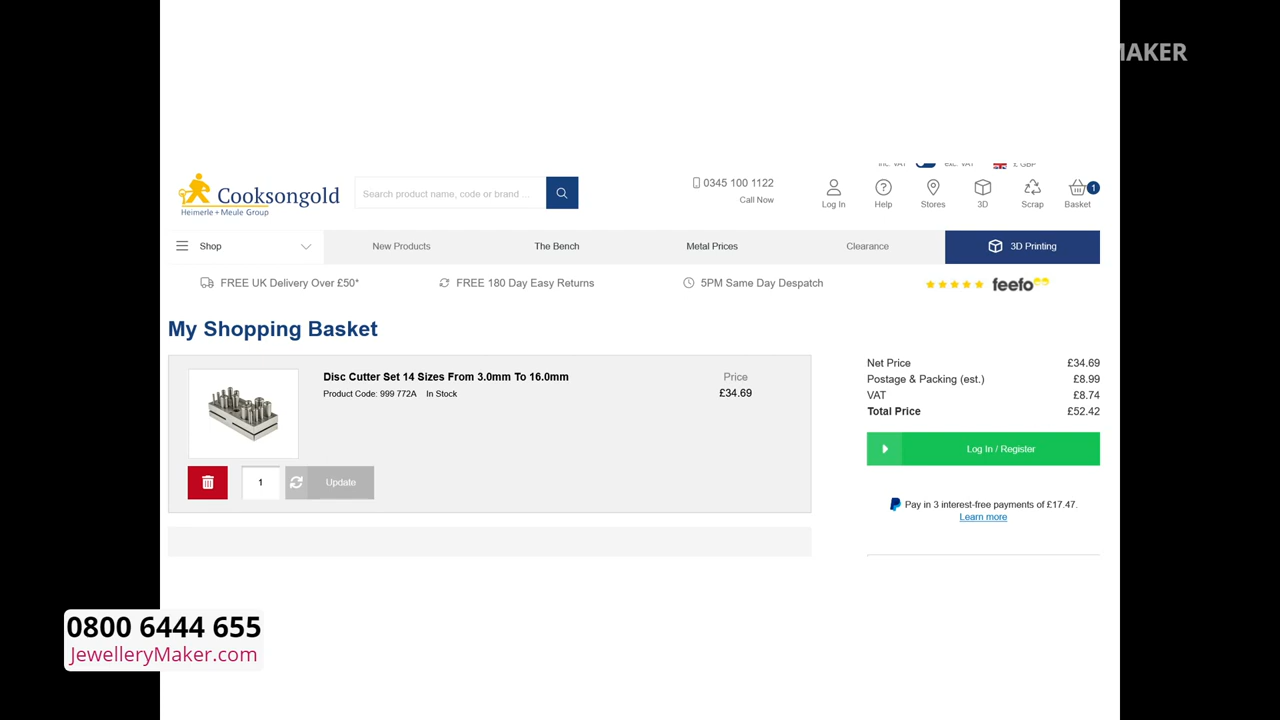 MAKER
inc. VAT exc. VAT £ GBP
Cooksongold
Heimerle + Meule Group
Search product name, code or brand ...
0345 100 1122
Call Now
Log In
Help
Stores
3D
Scrap
Basket
1
Shop
New Products
The Bench
Metal Prices
Clearance
3D Printing
FREE UK Delivery Over £50*
FREE 180 Day Easy Returns
5PM Same Day Despatch
feefo
My Shopping Basket
Disc Cutter Set 14 Sizes From 3.0mm To 16.0mm
Product Code: 999 772A In Stock
Price
£34.69
1
Update
Net Price £34.69
Postage & Packing (est.) £8.99
VAT £8.74
Total Price £52.42
Log In / Register
Pay in 3 interest-free payments of £17.47.
Learn more
0800 6444 655
JewelleryMaker.com